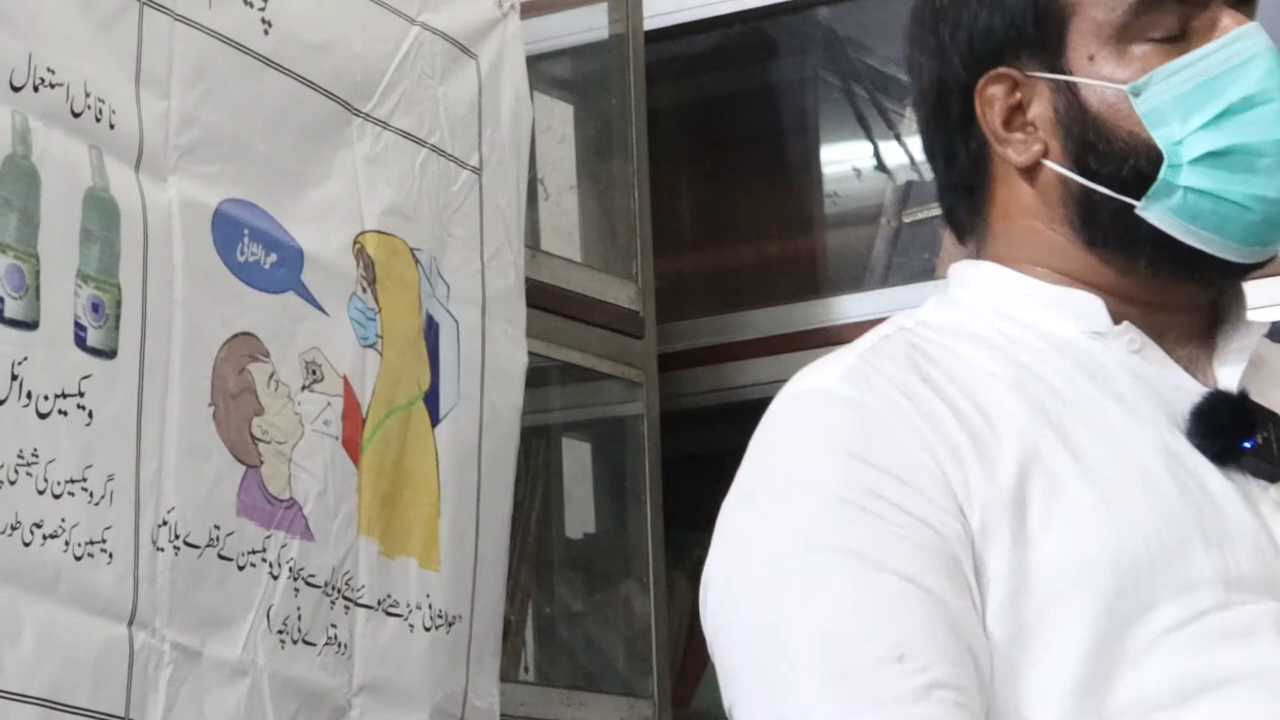 ھوالشافی
"ھوالشافی" پڑھتے ہوئے بچے کو پولیو سے بچاؤ کی ویکسین کے قطرے پلائیں
(دو قطرے فی بچہ)
ناقابل استعمال
ویکسین وائل
اگر ویکسین کی شیشی پر
ویکسین کو خصوصی طور